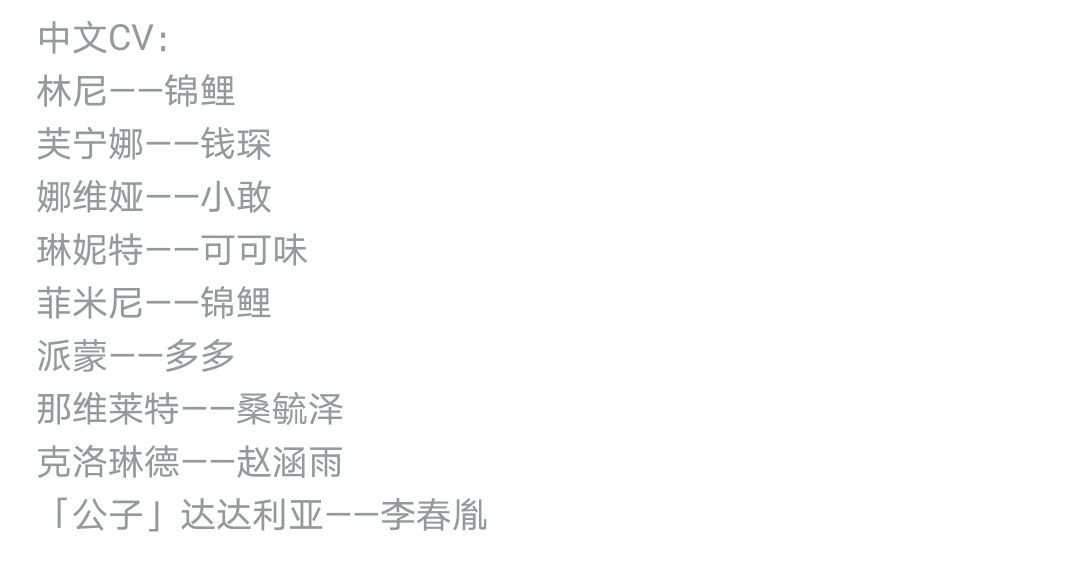 中文CV：
林尼——锦鲤
芙宁娜——钱琛
娜维娅——小敢
琳妮特——可可味
菲米尼——锦鲤
派蒙——多多
那维莱特——桑毓泽
克洛琳德——赵涵雨
「公子」达达利亚——李春胤